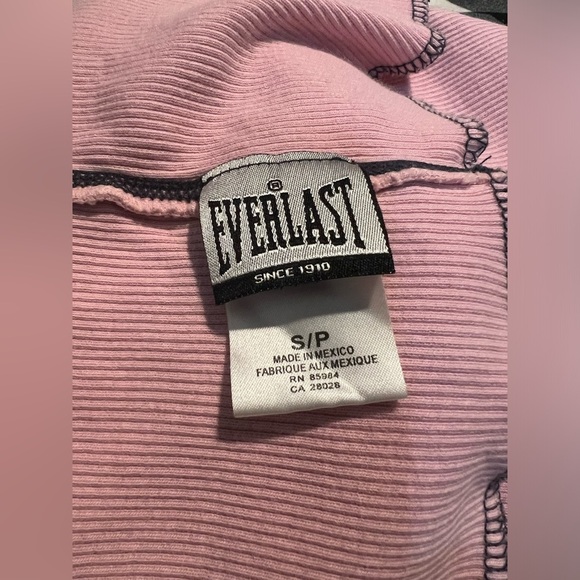 ®
EVERLAST
SINCE 1910
S/P
MADE IN MEXICO
FABRIQUE AUX MEXIQUE
RN 85984
CA 28028